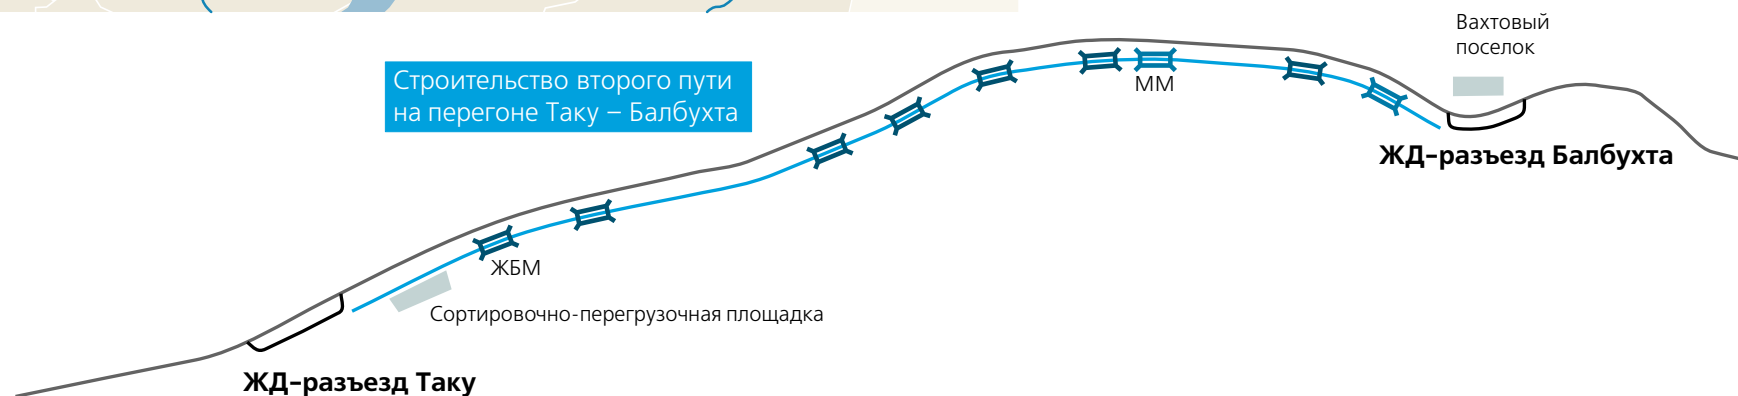 Вахтовый
поселок
Строительство второго пути
на перегоне Таку – Балбухта
ММ
ЖД-разъезд Балбухта
ЖБМ
Сортировочно-перегрузочная площадка
ЖД-разъезд Таку